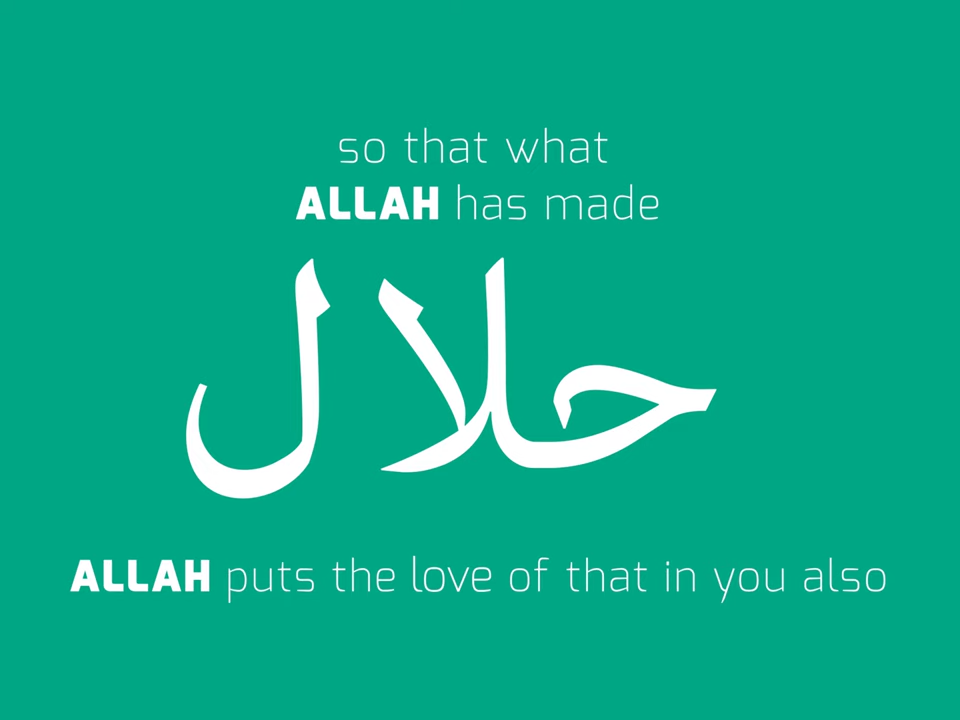 so that what
ALLAH has made
حلال
ALLAH puts the love of that in you also